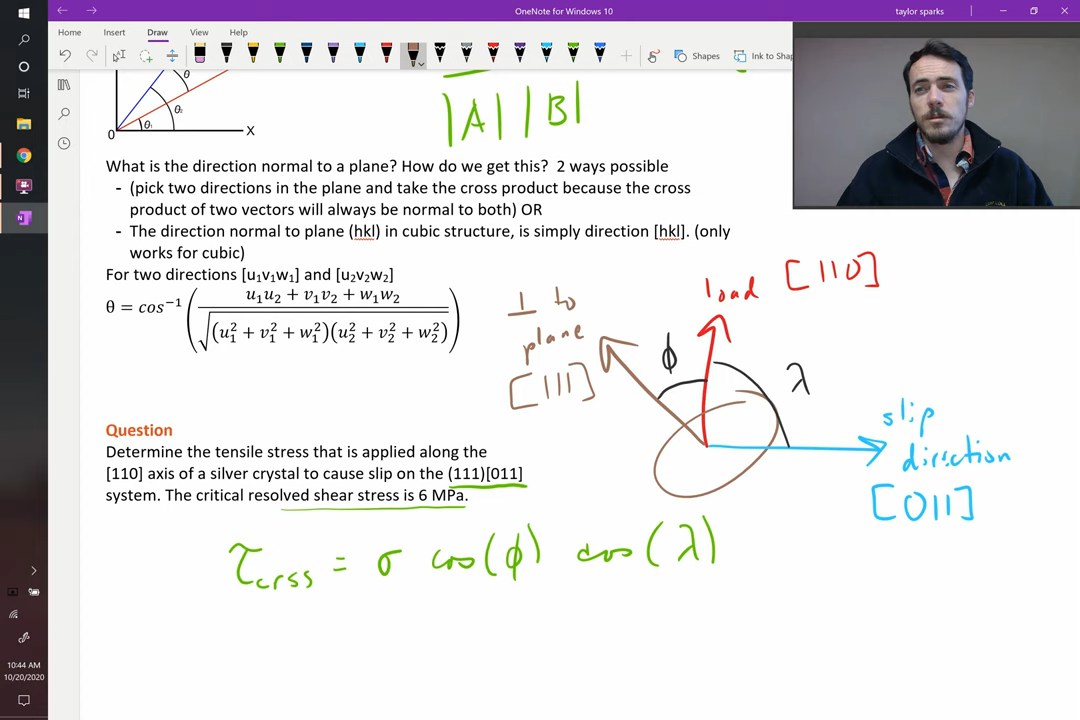 OneNote for Windows 10
taylor sparks
Home Insert Draw View Help
Shapes
Ink to Shap
θ
θ₂
θ₁
0 X
|A| |B|
What is the direction normal to a plane? How do we get this? 2 ways possible
- (pick two directions in the plane and take the cross product because the cross
product of two vectors will always be normal to both) OR
- The direction normal to plane (hkl) in cubic structure, is simply direction [hkl]. (only
works for cubic)
For two directions [u₁v₁w₁] and [u₂v₂w₂]
θ = cos⁻¹ ( u₁u₂ + v₁v₂ + w₁w₂ / √(u₁² + v₁² + w₁²)(u₂² + v₂² + w₂²) )
load [110]
⊥ to
plane
[111]
ϕ
λ
slip
direction
[011]
Question
Determine the tensile stress that is applied along the
[110] axis of a silver crystal to cause slip on the (111)[011]
system. The critical resolved shear stress is 6 MPa.
τcrss = σ cos(ϕ) cos(λ)
10:44 AM
10/20/2020